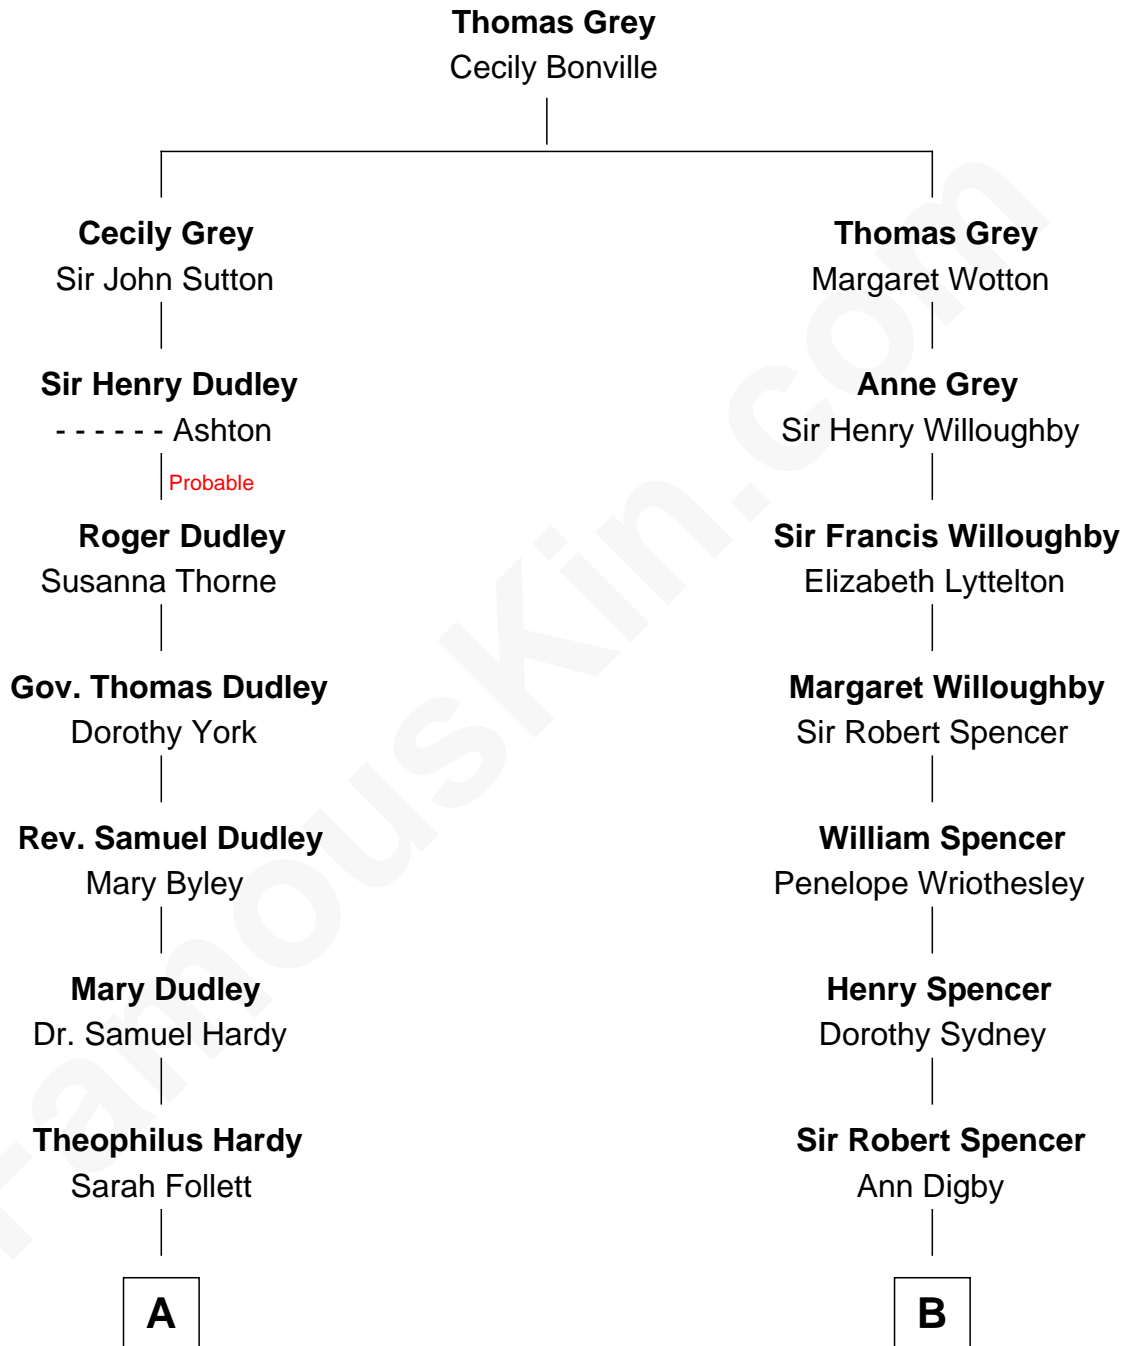 Thomas Grey
Cecily Bonville
Cecily Grey
Sir John Sutton
Thomas Grey
Margaret Wotton
Sir Henry Dudley
- - - - - - Ashton
Anne Grey
Sir Henry Willoughby
Probable
Roger Dudley
Susanna Thorne
Sir Francis Willoughby
Elizabeth Lyttelton
Gov. Thomas Dudley
Dorothy York
Margaret Willoughby
Sir Robert Spencer
Rev. Samuel Dudley
Mary Byley
William Spencer
Penelope Wriothesley
Mary Dudley
Dr. Samuel Hardy
Henry Spencer
Dorothy Sydney
Theophilus Hardy
Sarah Follett
Sir Robert Spencer
Ann Digby
A
B
FamousKin.com